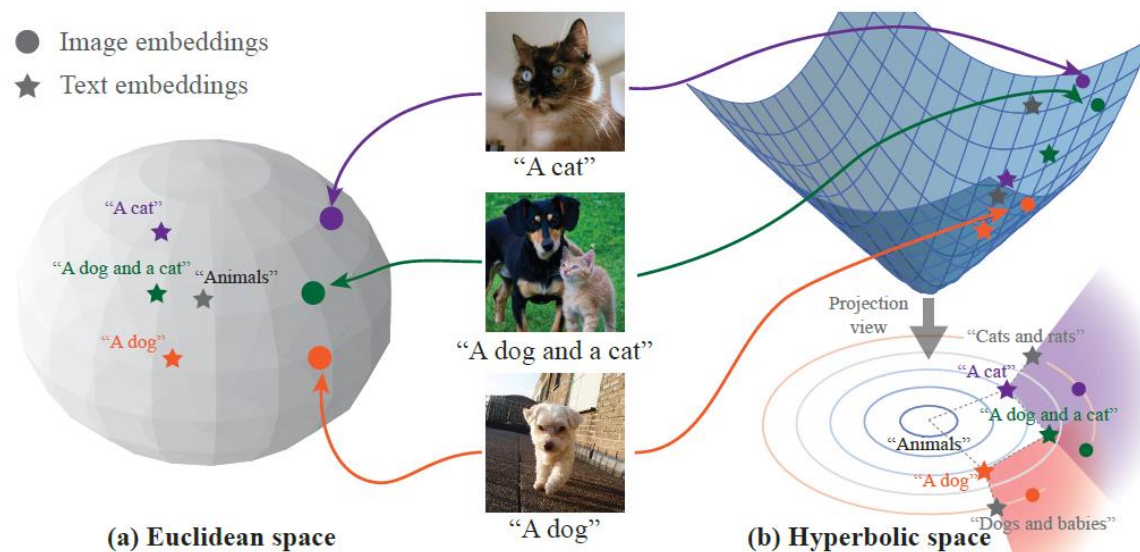 Image embeddings
Text embeddings
“A cat”
“A dog and a cat”
“Animals”
“A dog”
(a) Euclidean space
“A cat”
“A dog and a cat”
“A dog”
Projection
view
“Cats and rats”
“A cat”
“A dog and a cat”
“Animals”
“A dog”
“Dogs and babies”
(b) Hyperbolic space